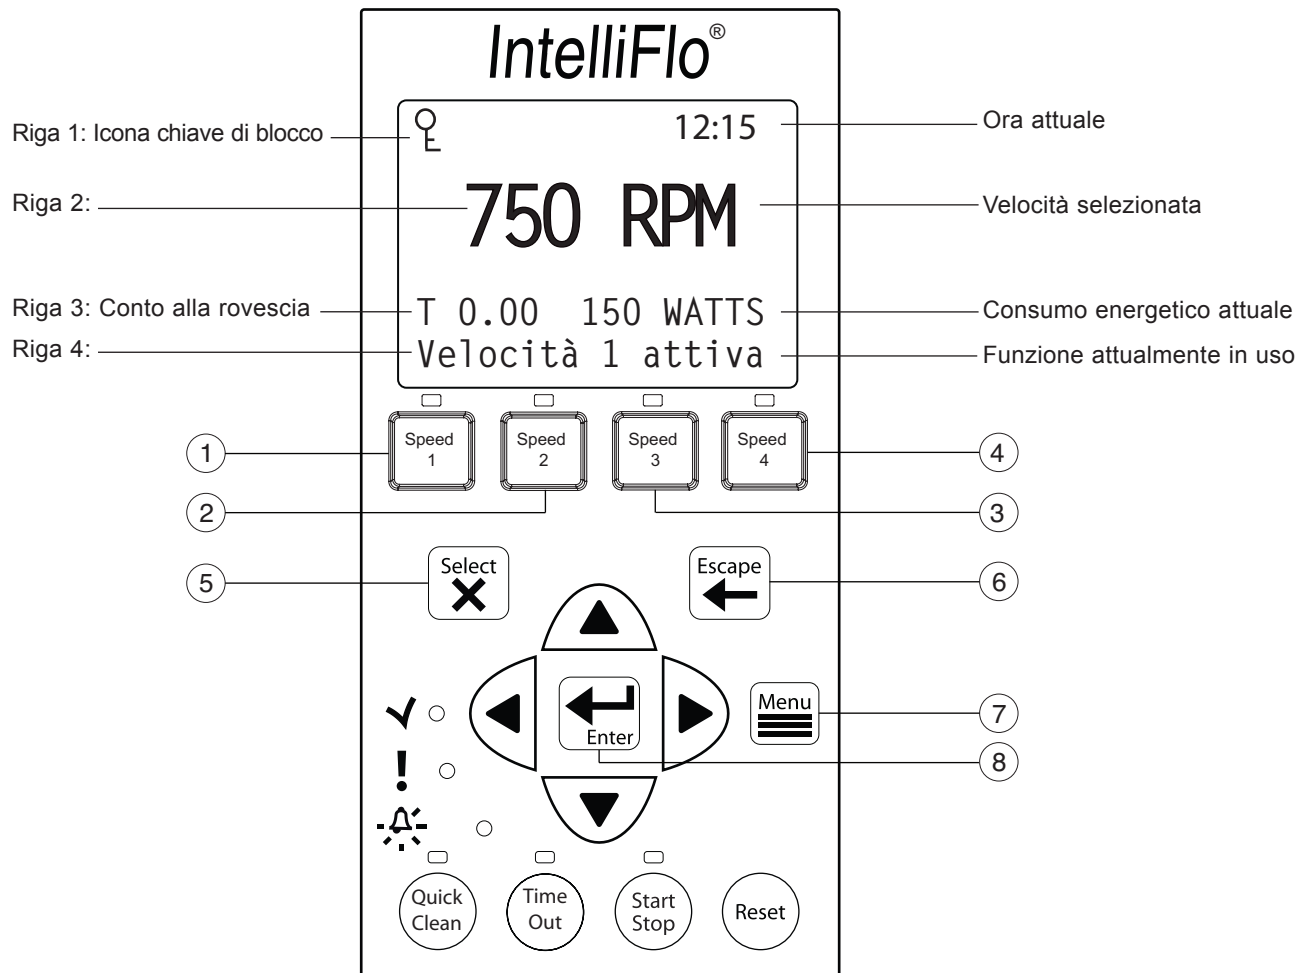 IntelliFlo®
Riga 1: Icona chiave di blocco
12:15
Ora attuale
Riga 2:
750 RPM
Velocità selezionata
Riga 3: Conto alla rovescia
T 0.00 150 WATTS
Consumo energetico attuale
Riga 4:
Velocità 1 attiva
Funzione attualmente in uso
1
Speed
1
Speed
2
Speed
3
Speed
4
4
2
3
5
Select
Escape
6
Enter
Menu
7
8
Quick
Clean
Time
Out
Start
Stop
Reset